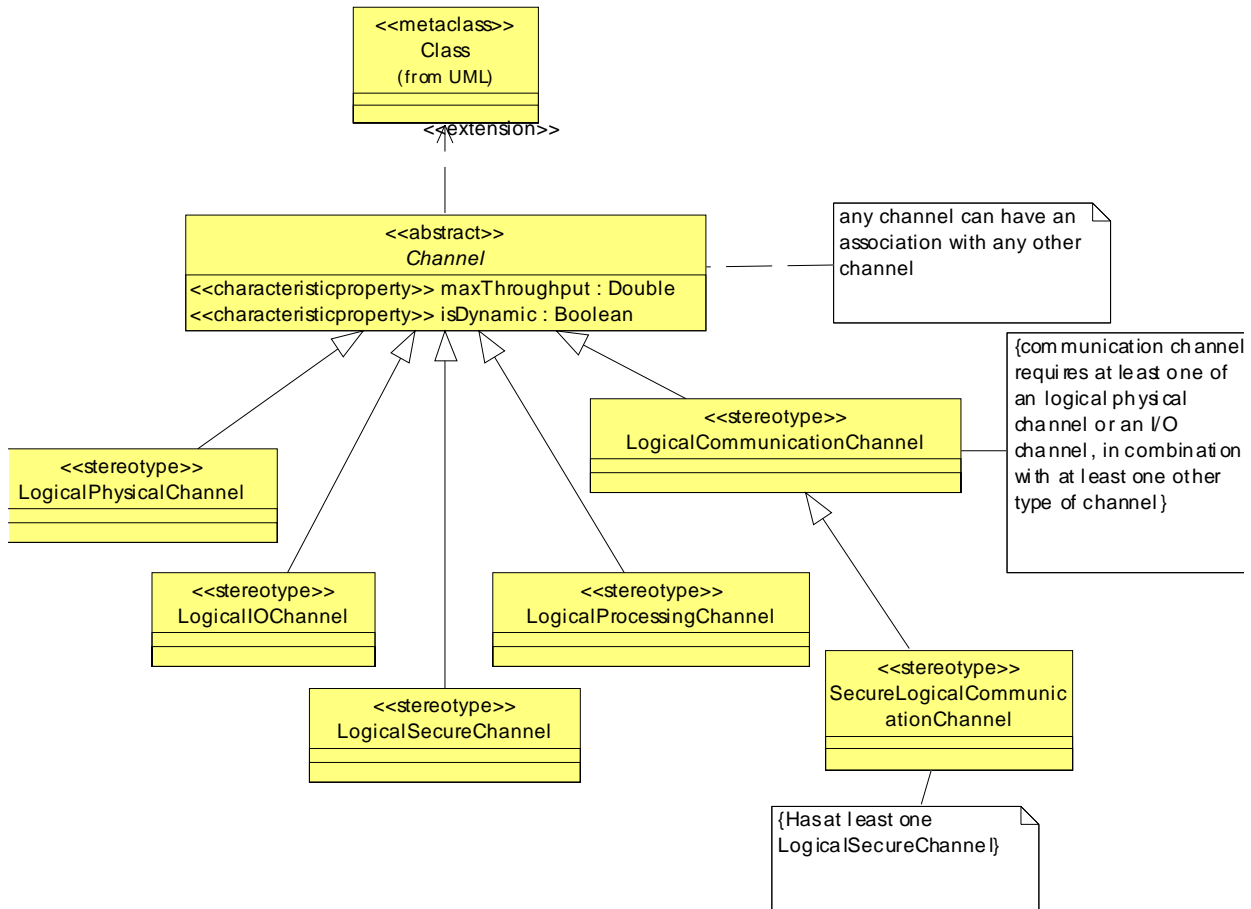 <<metaclass>>
Class
(from UML)
<<extension>>
<<abstract>>
Channel
<<characteristicproperty>> maxThroughput : Double
<<characteristicproperty>> isDynamic : Boolean
any channel can have an
association with any other
channel
{communication channel
requires at least one of
an logical physical
channel or an I/O
channel, in combination
with at least one other
type of channel}
<<stereotype>>
LogicalCommunicationChannel
<<stereotype>>
LogicalPhysicalChannel
<<stereotype>>
LogicalIOChannel
<<stereotype>>
LogicalProcessingChannel
<<stereotype>>
LogicalSecureChannel
<<stereotype>>
SecureLogicalCommunic
ationChannel
{Has at least one
LogicalSecureChannel}